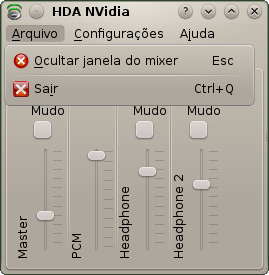 HDA NVidia
Arquivo Configurações Ajuda
Ocultar janela do mixer Esc
Sair Ctrl+Q
Mudo Mudo Mudo
Master PCM Headphone Headphone 2